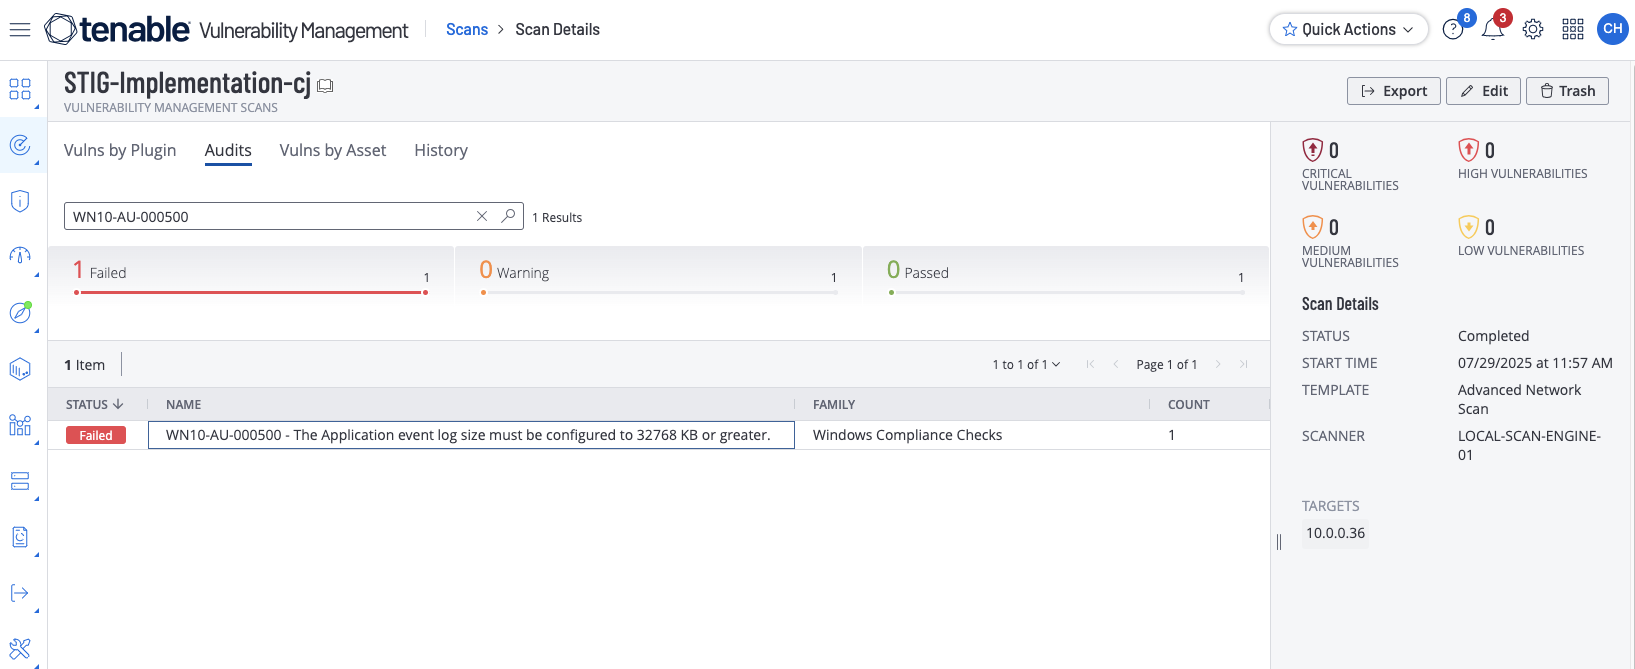 tenable Vulnerability Management Scans > Scan Details Quick Actions 8 3 CH
STIG-Implementation-cj
VULNERABILITY MANAGEMENT SCANS
Export Edit Trash
Vulns by Plugin Audits Vulns by Asset History
WN10-AU-000500 1 Results
1 Failed 1 0 Warning 1 0 Passed 1
1 Item 1 to 1 of 1 Page 1 of 1
STATUS NAME FAMILY COUNT
Failed WN10-AU-000500 - The Application event log size must be configured to 32768 KB or greater. Windows Compliance Checks 1
0 0
CRITICAL VULNERABILITIES HIGH VULNERABILITIES
0 0
MEDIUM VULNERABILITIES LOW VULNERABILITIES
Scan Details
STATUS Completed
START TIME 07/29/2025 at 11:57 AM
TEMPLATE Advanced Network
Scan
SCANNER LOCAL-SCAN-ENGINE-
01
TARGETS
10.0.0.36